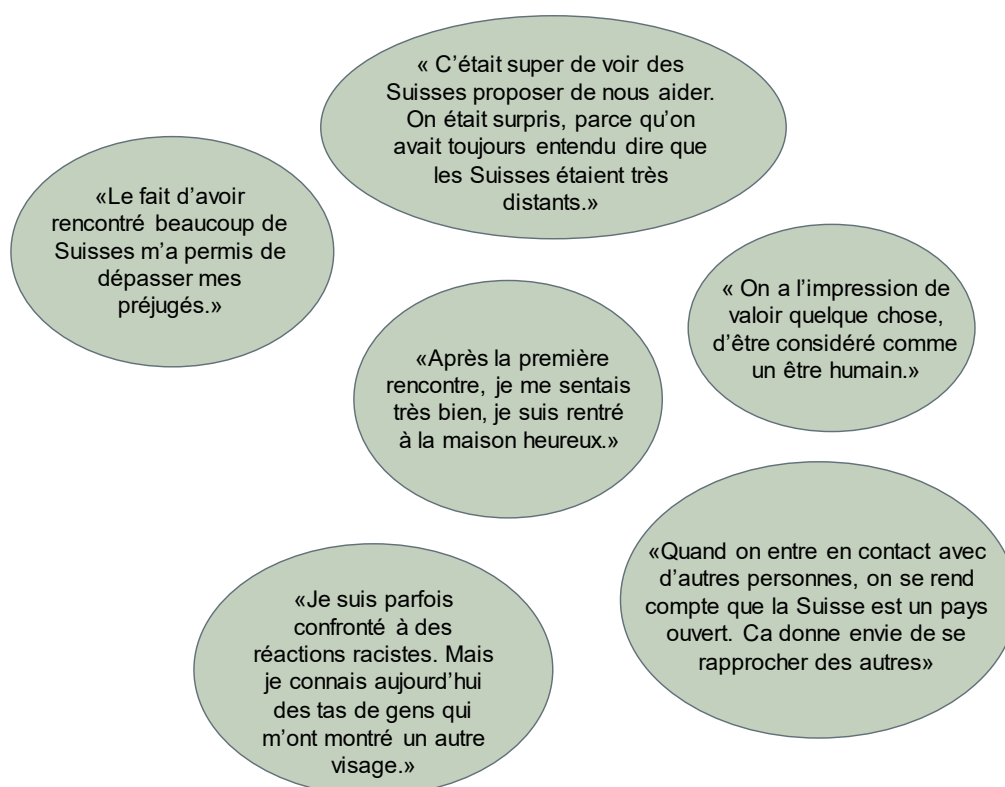 « C’était super de voir des
Suisses proposer de nous aider.
On était surpris, parce qu’on
avait toujours entendu dire que
les Suisses étaient très
distants.»
«Le fait d’avoir
rencontré beaucoup de
Suisses m’a permis de
dépasser mes
préjugés.»
« On a l’impression de
valoir quelque chose,
d’être considéré comme
un être humain.»
«Après la première
rencontre, je me sentais
très bien, je suis rentré
à la maison heureux.»
«Quand on entre en contact avec
d’autres personnes, on se rend
compte que la Suisse est un pays
ouvert. Ca donne envie de se
rapprocher des autres»
«Je suis parfois
confronté à des
réactions racistes. Mais
je connais aujourd’hui
des tas de gens qui
m’ont montré un autre
visage.»